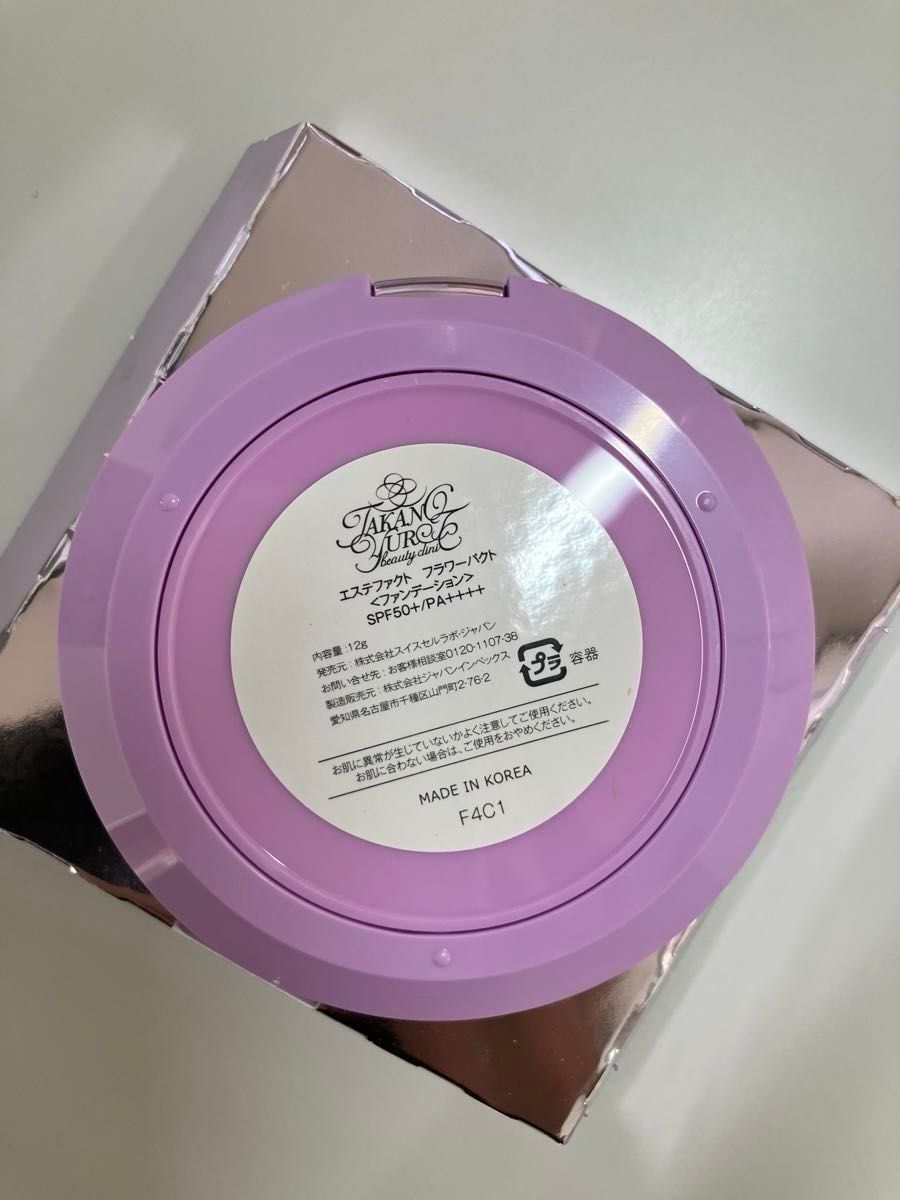 TAKANO
YURI
beauty clinic
エステファクト フラワーパクト
<ファンデーション>
SPF50+/PA++++
内容量:12g
発売元:株式会社スイスセルラボ・ジャパン
お問い合せ先:お客様相談室0120-1107-38
製造販売元:株式会社ジャパンインペックス
愛知県名古屋市千種区山門町2-76-2
プラ 容器
お肌に異常が生じていないかよく注意してご使用ください。
お肌に合わない場合は、ご使用をおやめください。
MADE IN KOREA
F4C1